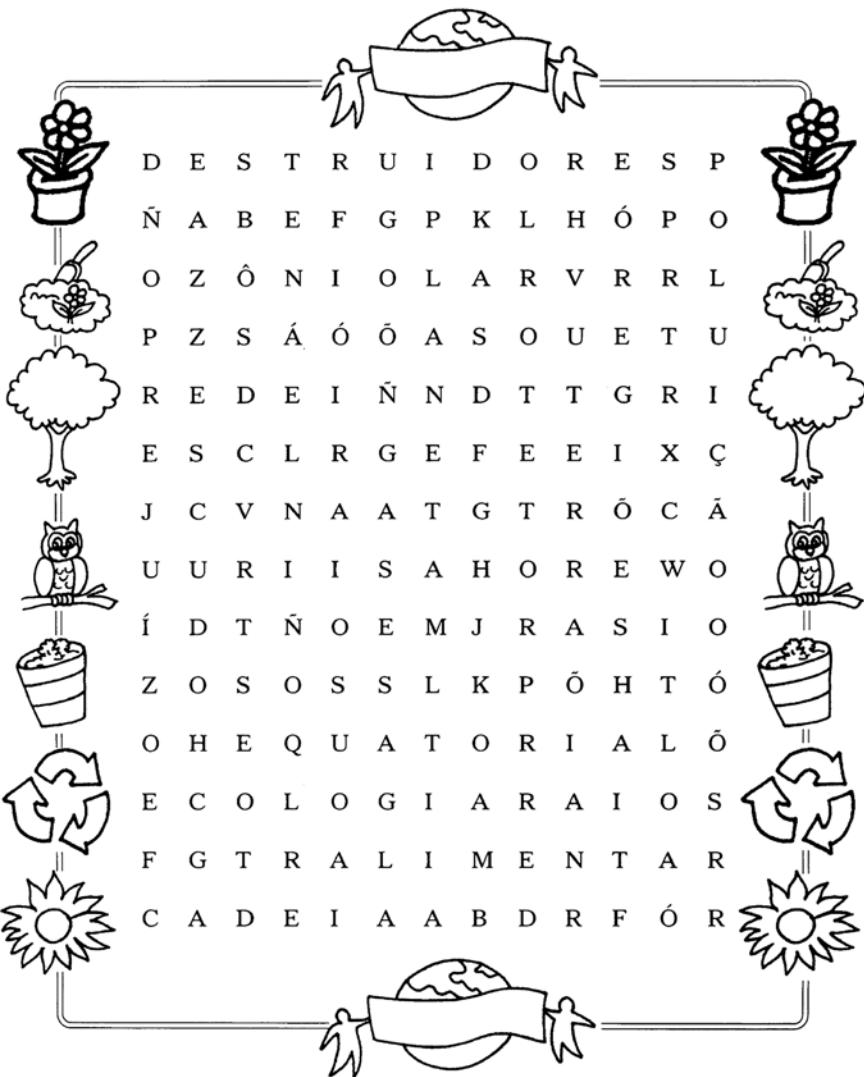 D E S T R U I D O R E S P
Ñ A B E F G P K L H Ó P O
O Z Ô N I O L A R V R R L
P Z S Á Ó Õ A S O U E T U
R E D E I Ñ N D T T G R I
E S C L R G E F E E I X Ç
J C V N A A T G T R Õ C Ã
U U R I I S A H O R E W O
Í D T Ñ O E M J R A S I O
Z O S O S S L K P Õ H T Ó
O H E Q U A T O R I A L Õ
E C O L O G I A R A I O S
F G T R A L I M E N T A R
C A D E I A A B D R F Ó R